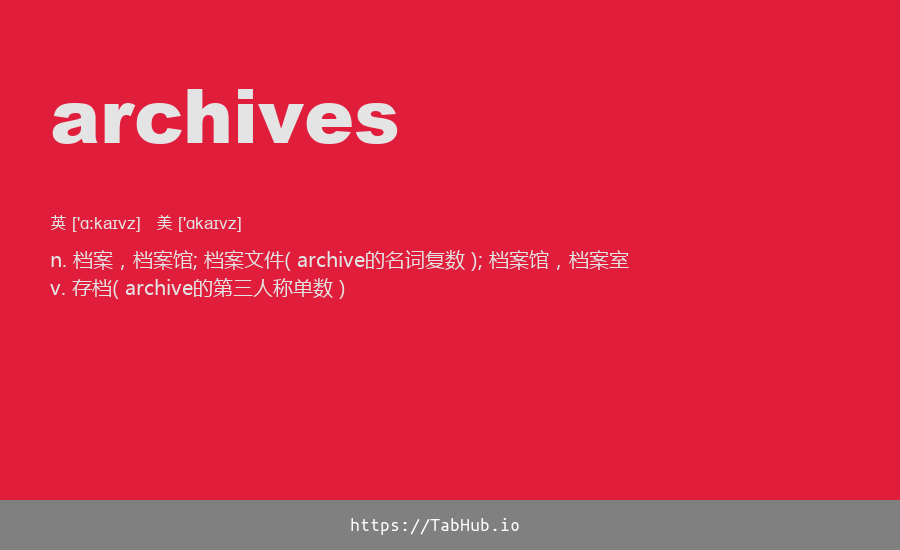 archives
英 ['ɑ:kaɪvz] 美 ['ɑkaɪvz]
n. 档案，档案馆; 档案文件( archive的名词复数 ); 档案馆，档案室
v. 存档( archive的第三人称单数 )
https://TabHub.io